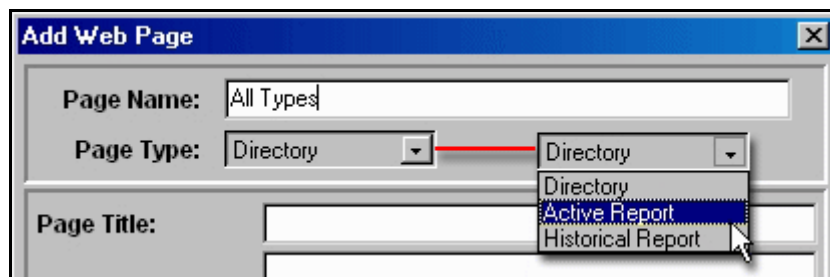 Add Web Page
Page Name: All Types
Page Type: Directory Directory
Directory
Active Report
Page Title:
Historical Report